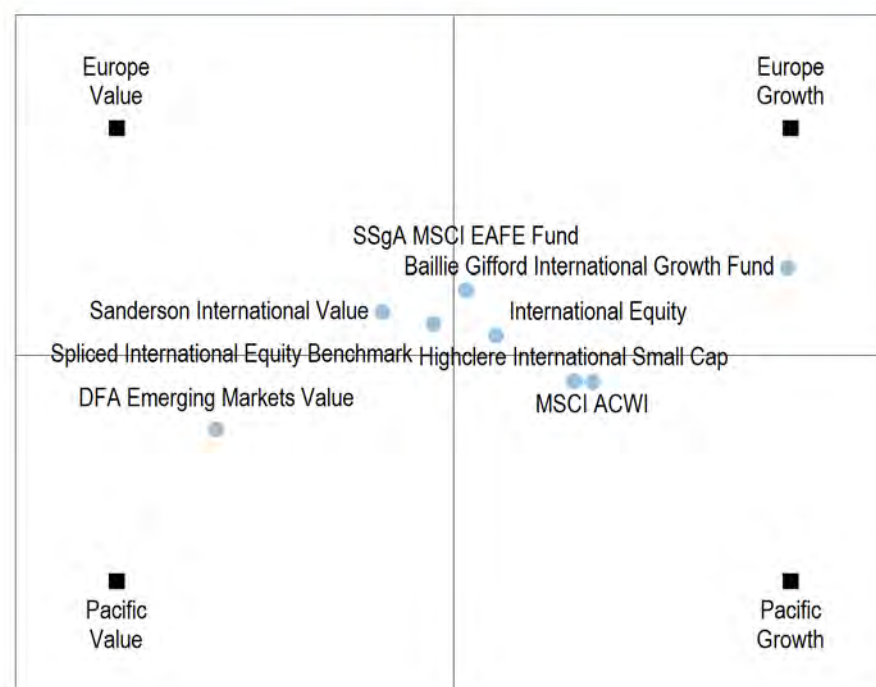 Europe
Value
Europe
Growth
SSgA MSCI EAFE Fund
Baillie Gifford International Growth Fund
Sanderson International Value
International Equity
Spliced International Equity Benchmark
Highclere International Small Cap
DFA Emerging Markets Value
MSCI ACWI
Pacific
Value
Pacific
Growth